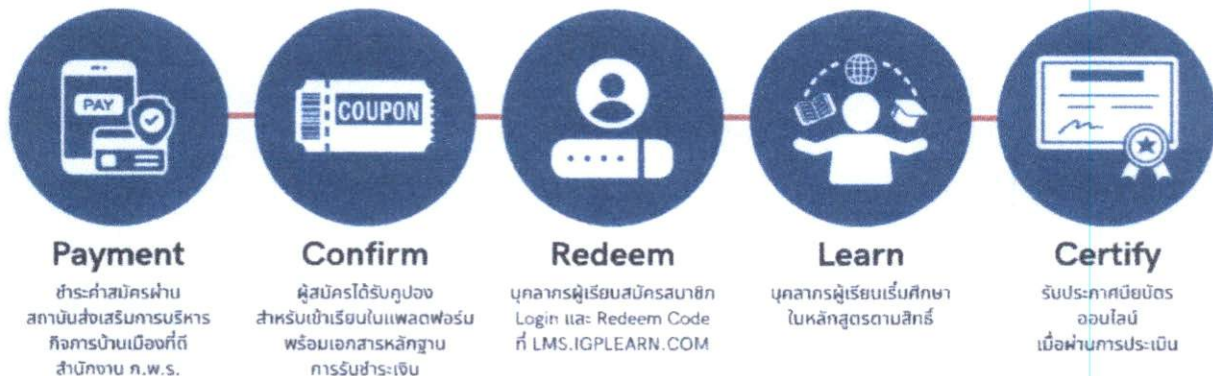 PAY
COUPON
Payment
ชำระค่าสมัครผ่าน
สถาบันส่งเสริมการบริหาร
กิจการบ้านเมืองที่ดี
สำนักงาน ก.พ.ร.
Confirm
ผู้สมัครได้รับคูปอง
สำหรับเข้าเรียนในแพลตฟอร์ม
พร้อมเอกสารหลักฐาน
การรับชำระเงิน
Redeem
บุคลากรผู้เรียนสมัครสมาชิก
Login และ Redeem Code
ที่ LMS.IGPLEARN.COM
Learn
บุคลากรผู้เรียนเริ่มศึกษา
ในหลักสูตรตามสิทธิ์
Certify
รับประกาศนียบัตร
ออนไลน์
เมื่อผ่านการประเมิน